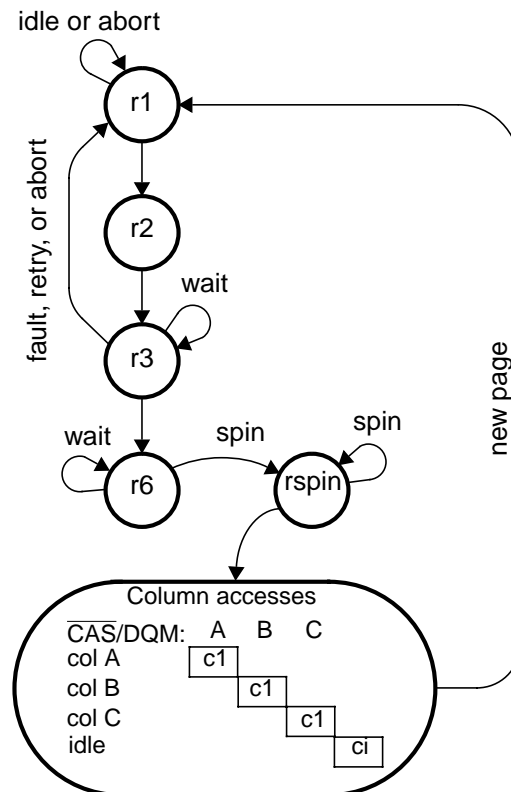 idle or abort
r1
r2
fault, retry, or abort
wait
r3
new page
wait
spin
spin
r6
rspin
Column accesses
CAS/DQM: A B C
col A c1
col B c1
col C c1
idle ci